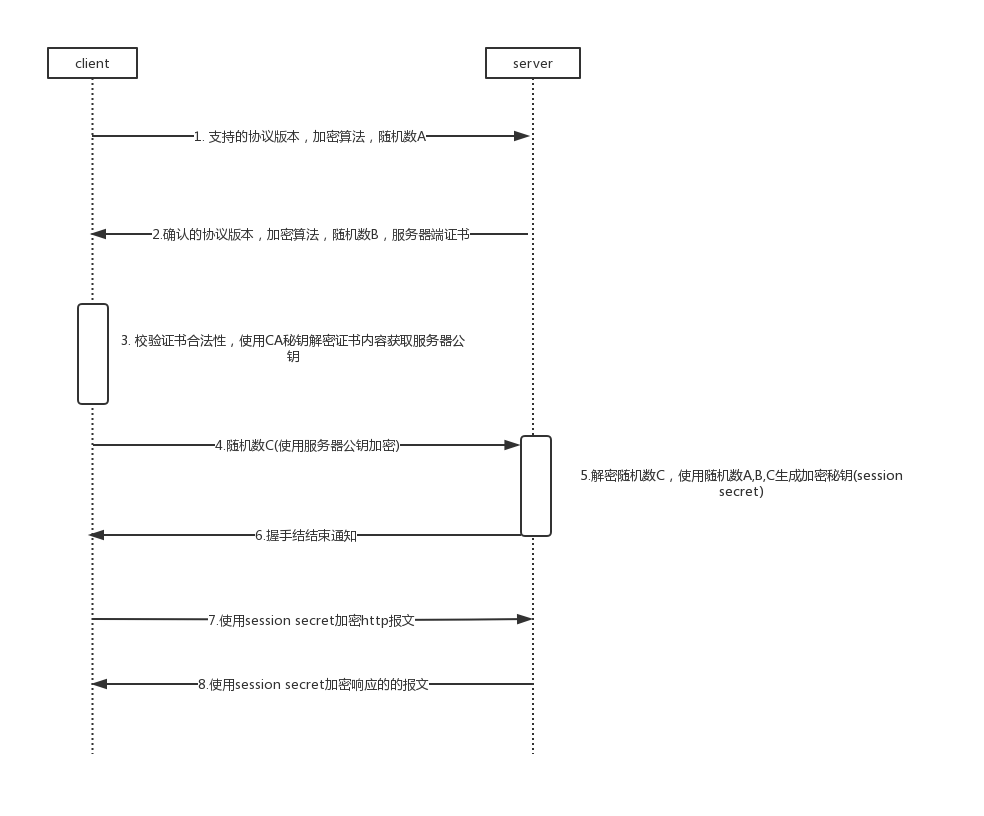 client
server
1. 支持的协议版本，加密算法，随机数A
2.确认的协议版本，加密算法，随机数B，服务器端证书
3. 校验证书合法性，使用CA秘钥解密证书内容获取服务器公
钥
4.随机数C(使用服务器公钥加密)
5.解密随机数C，使用随机数A,B,C生成加密秘钥(session
secret)
6.握手结结束通知
7.使用session secret加密http报文
8.使用session secret加密响应的的报文